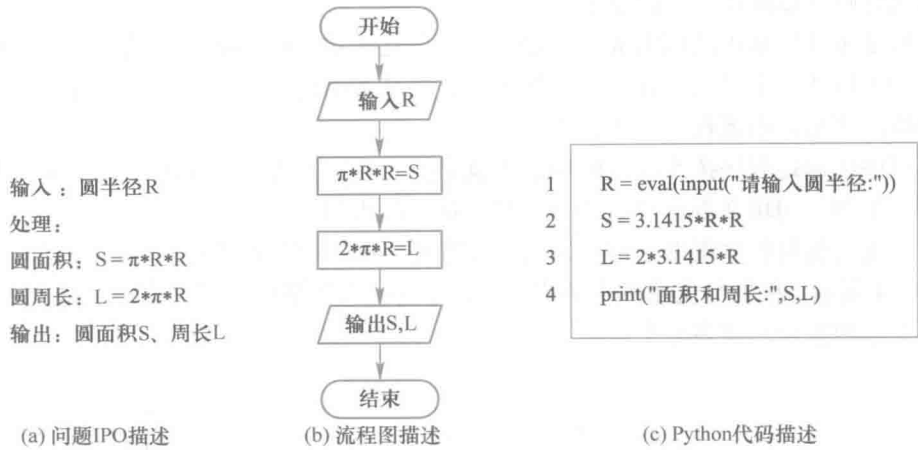 开始
输入R
π*R*R=S
2*π*R=L
输出S,L
结束
输入：圆半径R
处理：
圆面积：S=π*R*R
圆周长：L=2*π*R
输出：圆面积S、周长L
1 R = eval(input("请输入圆半径:"))
2 S = 3.1415*R*R
3 L = 2*3.1415*R
4 print("面积和周长:",S,L)
(a) 问题IPO描述
(b) 流程图描述
(c) Python代码描述